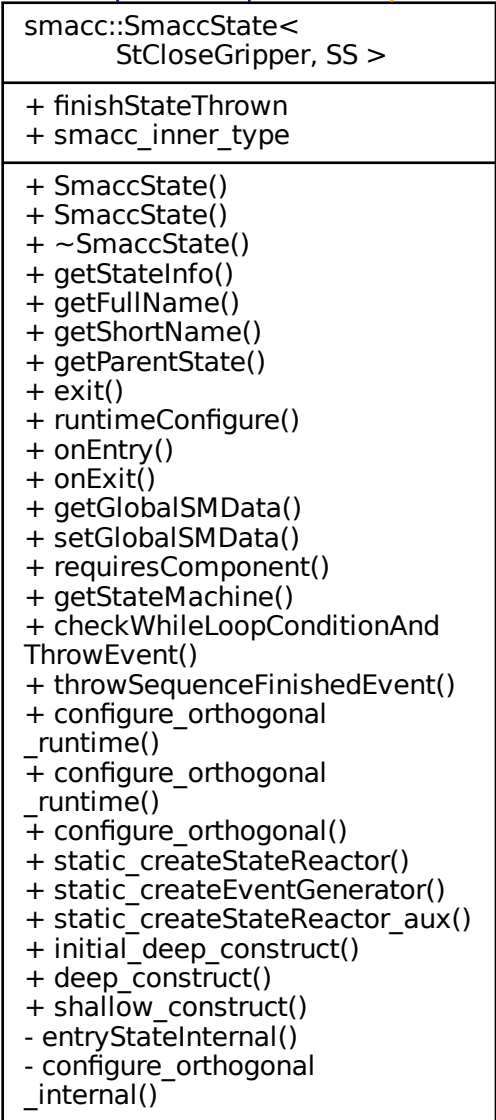 smacc::SmaccState<
StCloseGripper, SS >
+ finishStateThrown
+ smacc_inner_type
+ SmaccState()
+ SmaccState()
+ ~SmaccState()
+ getStateInfo()
+ getFullName()
+ getShortName()
+ getParentState()
+ exit()
+ runtimeConfigure()
+ onEntry()
+ onExit()
+ getGlobalSMData()
+ setGlobalSMData()
+ requiresComponent()
+ getStateMachine()
+ checkWhileLoopConditionAnd
ThrowEvent()
+ throwSequenceFinishedEvent()
+ configure_orthogonal
_runtime()
+ configure_orthogonal
_runtime()
+ configure_orthogonal()
+ static_createStateReactor()
+ static_createEventGenerator()
+ static_createStateReactor_aux()
+ initial_deep_construct()
+ deep_construct()
+ shallow_construct()
- entryStateInternal()
- configure_orthogonal
_internal()